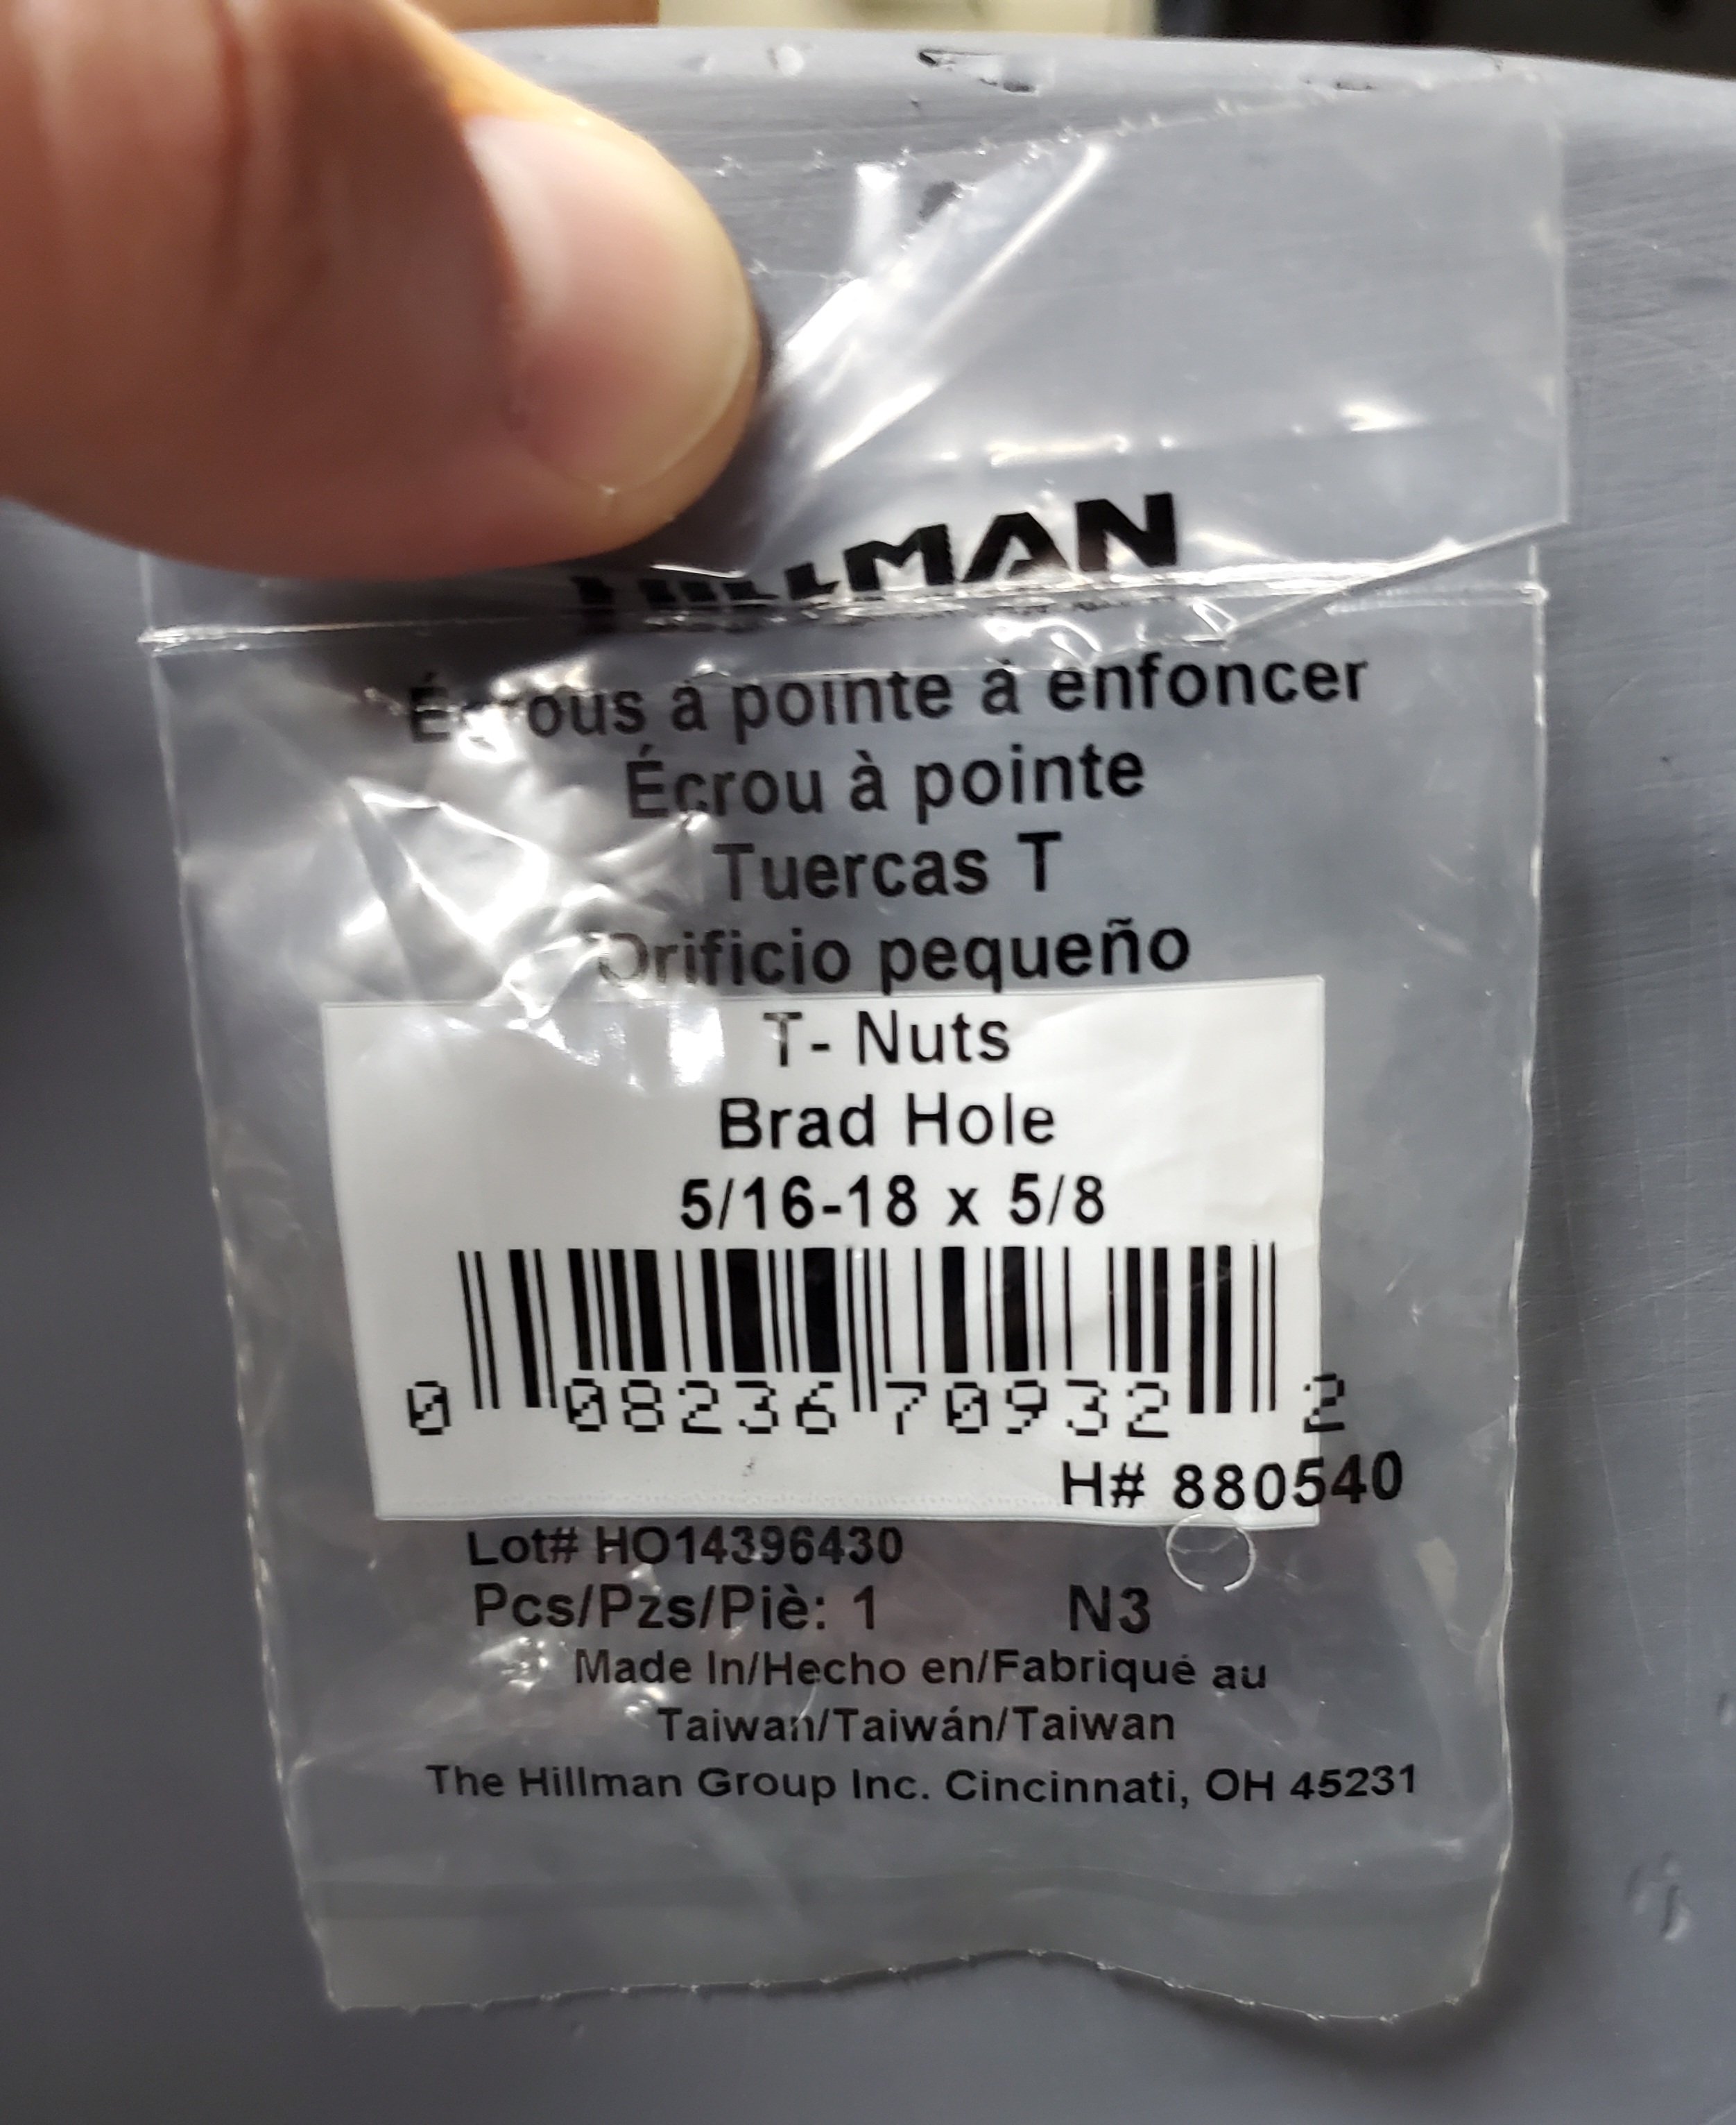 HILLMAN
Écrous à pointe à enfoncer
Écrou à pointe
Tuercas T
Orificio pequeño
T- Nuts
Brad Hole
5/16-18 x 5/8
0 08236 70932 2
H# 880540
Lot# HO14396430
Pcs/Pzs/Piè: 1 N3
Made In/Hecho en/Fabriqué au
Taiwan/Taiwán/Taiwan
The Hillman Group Inc. Cincinnati, OH 45231